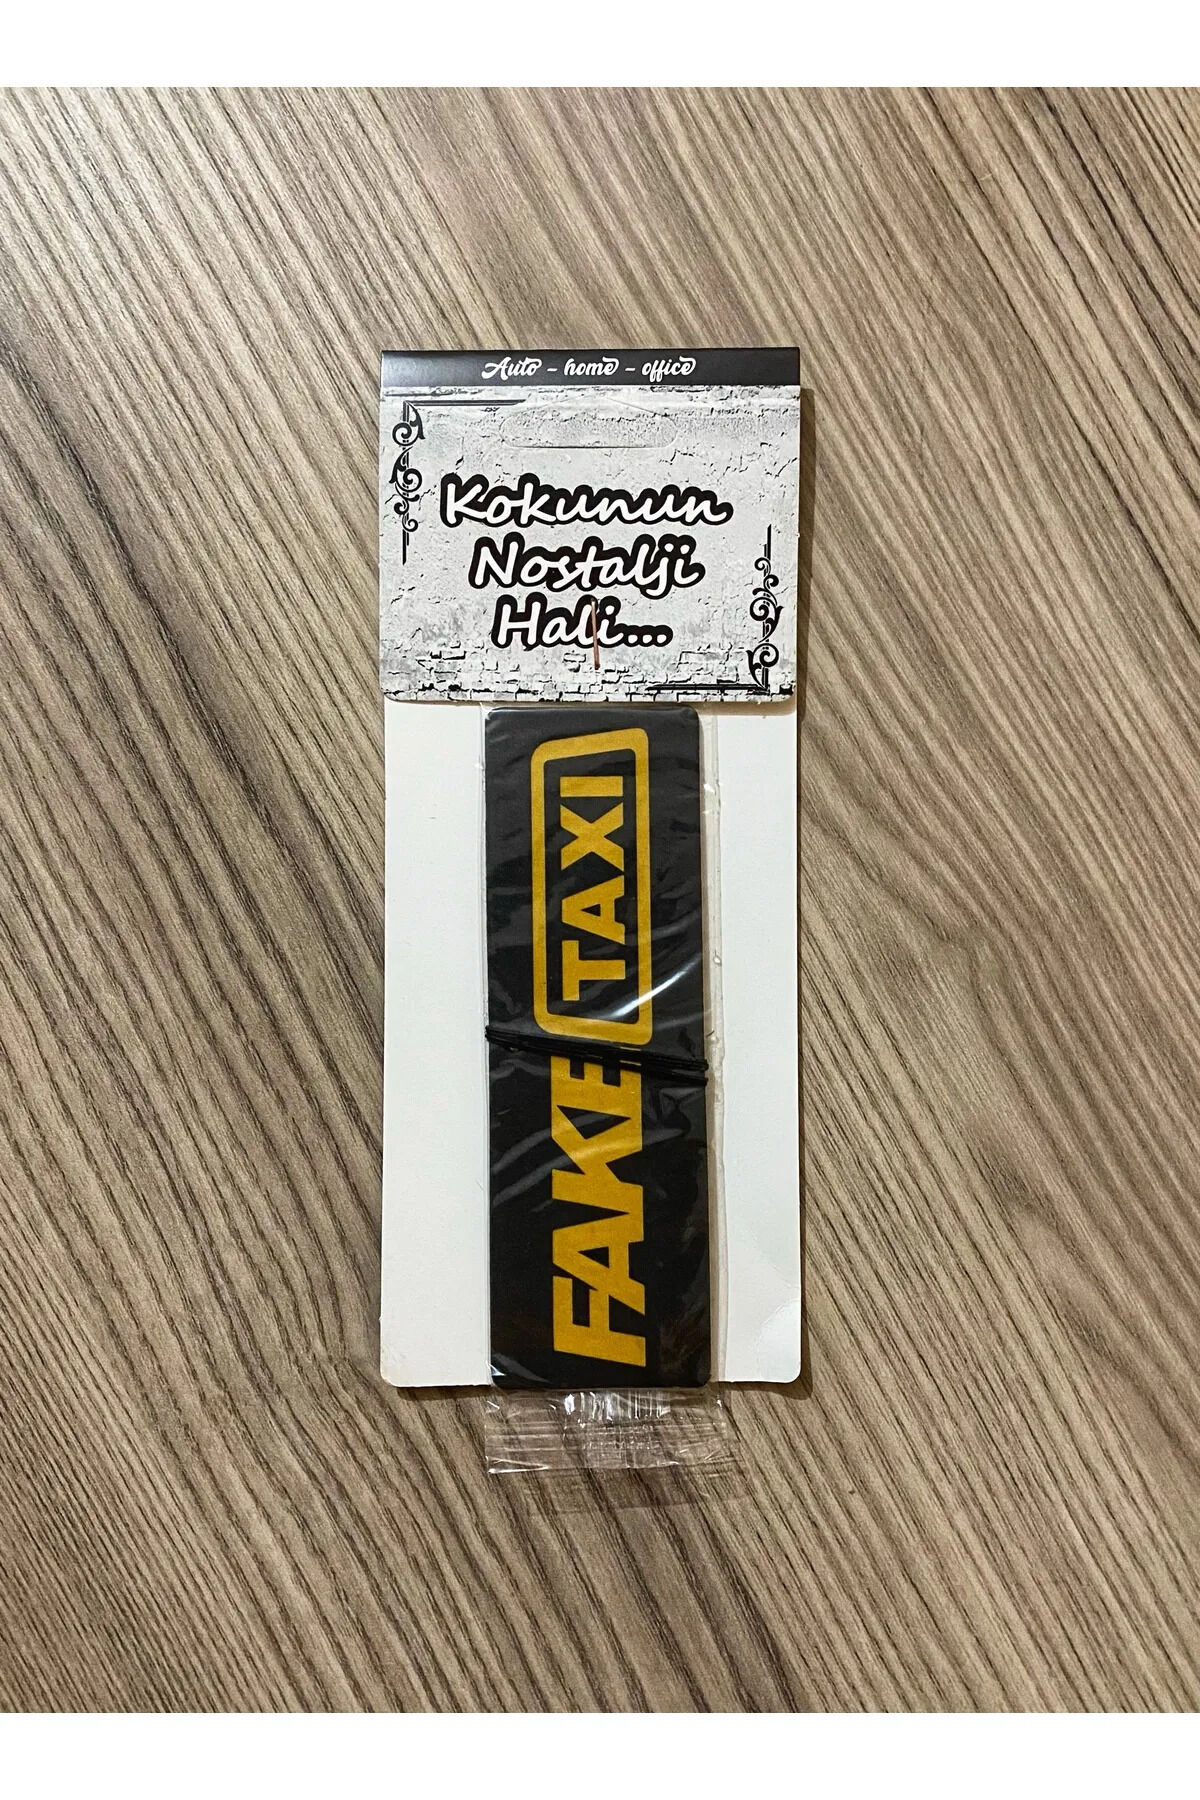 Auto - home - office
Kokunun
Nostalji
Hali...
FAKE TAXI